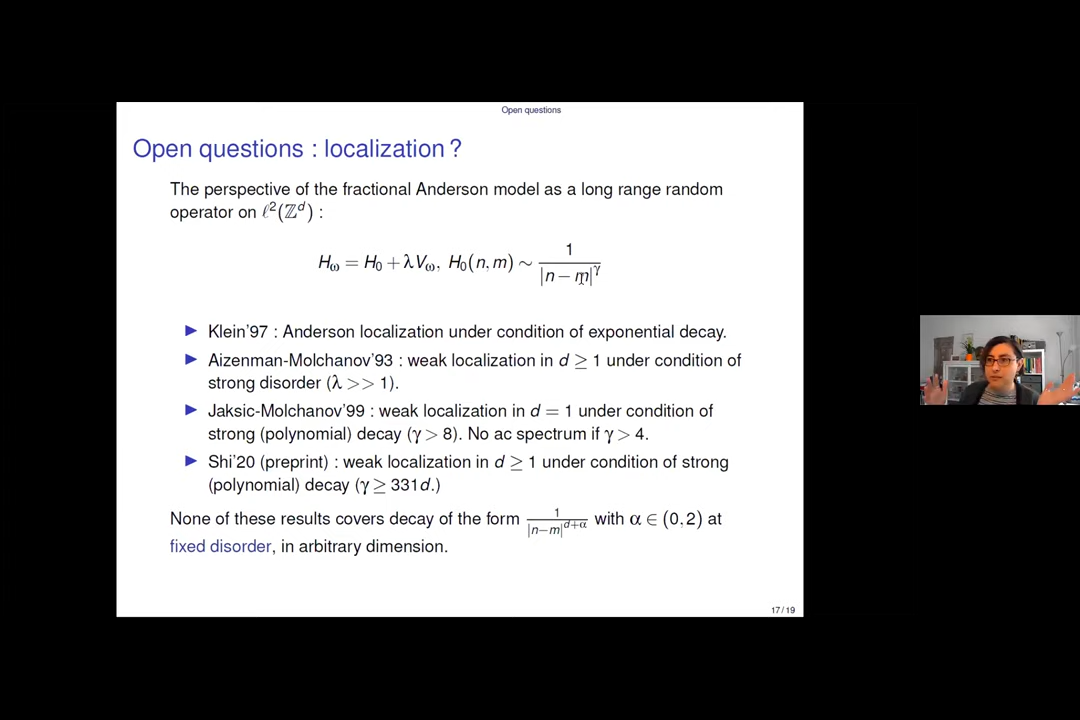 Open questions
Open questions : localization ?
The perspective of the fractional Anderson model as a long range random
operator on ℓ²(ℤᵈ) :
H_ω = H_0 + λV_ω, H_0(n, m) ∼ 1 / |n − m|^γ
▶ Klein'97 : Anderson localization under condition of exponential decay.
▶ Aizenman-Molchanov'93 : weak localization in d ≥ 1 under condition of
strong disorder (λ >> 1).
▶ Jaksic-Molchanov'99 : weak localization in d = 1 under condition of
strong (polynomial) decay (γ > 8). No ac spectrum if γ > 4.
▶ Shi'20 (preprint) : weak localization in d ≥ 1 under condition of strong
(polynomial) decay (γ ≥ 331d.)
None of these results covers decay of the form 1 / |n−m|^{d+α} with α ∈ (0, 2) at
fixed disorder, in arbitrary dimension.
17 / 19